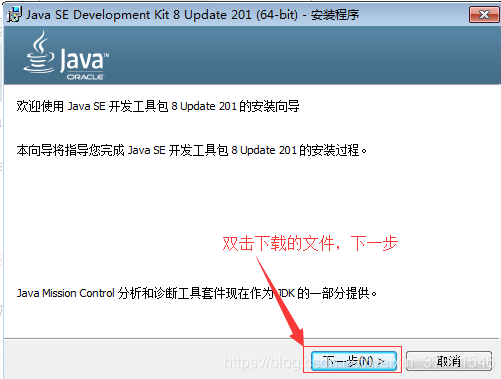 Java SE Development Kit 8 Update 201 (64-bit) - 安装程序
Java
ORACLE
欢迎使用 Java SE 开发工具包 8 Update 201 的安装向导
本向导将指导您完成 Java SE 开发工具包 8 Update 201 的安装过程。
双击下载的文件，下一步
Java Mission Control 分析和诊断工具套件现在作为 JDK 的一部分提供。
下一步(N) >
取消